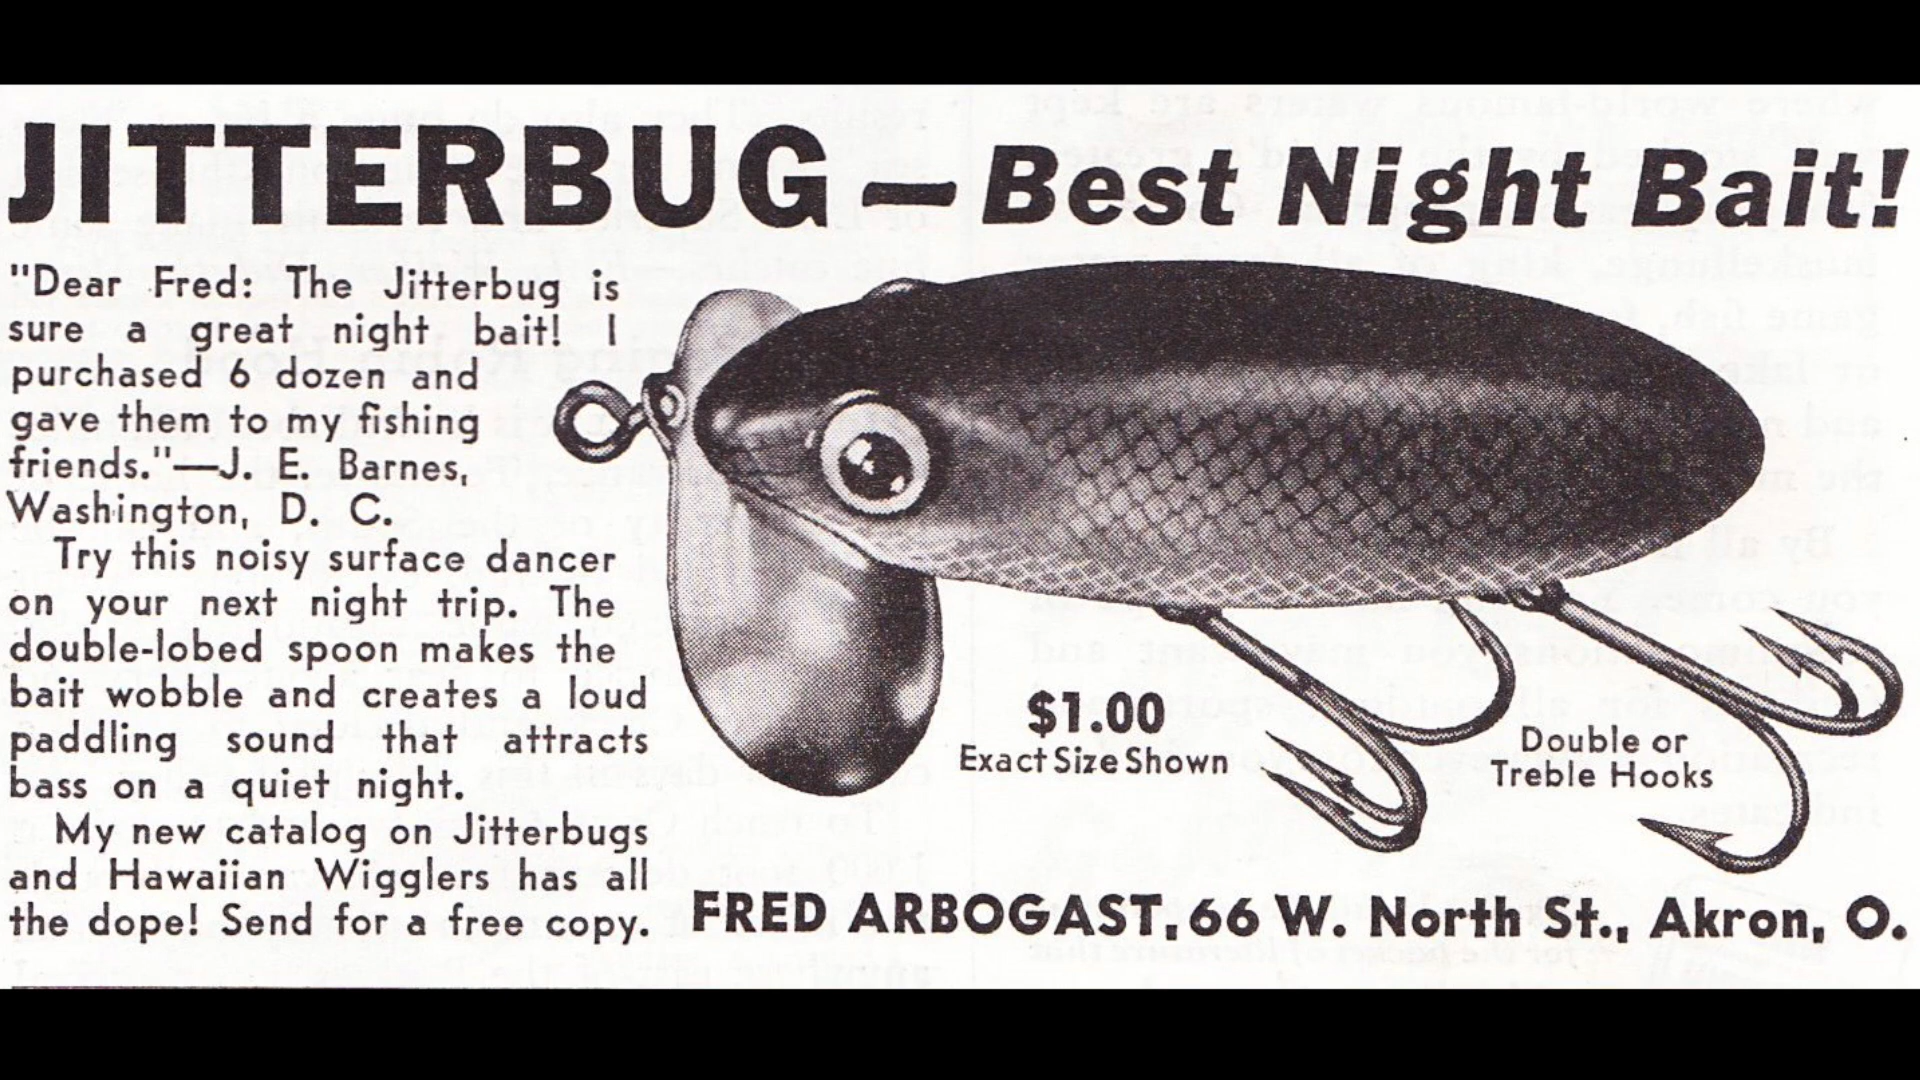 JITTERBUG—Best Night Bait!
"Dear Fred: The Jitterbug is
sure a great night bait! I
purchased 6 dozen and
gave them to my fishing
friends."—J. E. Barnes,
Washington, D. C.
Try this noisy surface dancer
on your next night trip. The
double-lobed spoon makes the
bait wobble and creates a loud
paddling sound that attracts
bass on a quiet night.
My new catalog on Jitterbugs
and Hawaiian Wigglers has all
the dope! Send for a free copy.
$1.00
Exact Size Shown
Double or
Treble Hooks
FRED ARBOGAST, 66 W. North St., Akron, O.